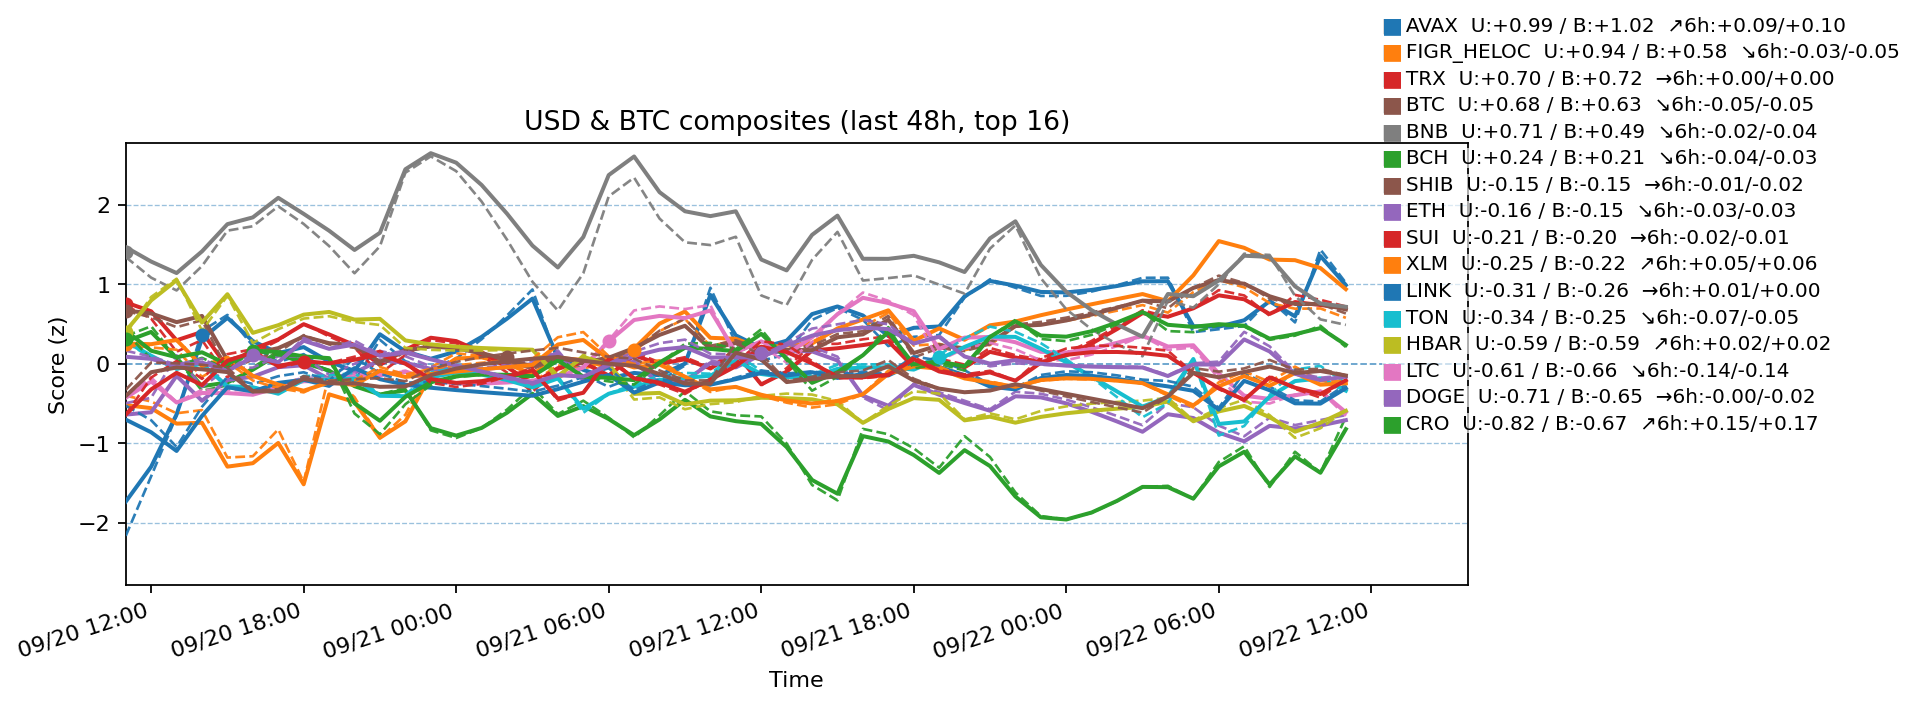 AVAX  U:+0.99 / B:+1.02  ↗6h:+0.09/+0.10
FIGR_HELOC  U:+0.94 / B:+0.58  ↘6h:-0.03/-0.05
TRX  U:+0.70 / B:+0.72  →6h:+0.00/+0.00
BTC  U:+0.68 / B:+0.63  ↘6h:-0.05/-0.05
BNB  U:+0.71 / B:+0.49  ↘6h:-0.02/-0.04
BCH  U:+0.24 / B:+0.21  ↘6h:-0.04/-0.03
SHIB  U:-0.15 / B:-0.15  →6h:-0.01/-0.02
ETH  U:-0.16 / B:-0.15  ↘6h:-0.03/-0.03
SUI  U:-0.21 / B:-0.20  →6h:-0.02/-0.01
XLM  U:-0.25 / B:-0.22  ↗6h:+0.05/+0.06
LINK  U:-0.31 / B:-0.26  →6h:+0.01/+0.00
TON  U:-0.34 / B:-0.25  ↘6h:-0.07/-0.05
HBAR  U:-0.59 / B:-0.59  ↗6h:+0.02/+0.02
LTC  U:-0.61 / B:-0.66  ↘6h:-0.14/-0.14
DOGE  U:-0.71 / B:-0.65  →6h:-0.00/-0.02
CRO  U:-0.82 / B:-0.67  ↗6h:+0.15/+0.17
USD & BTC composites (last 48h, top 16)
Score (z)
2
1
0
−1
−2
09/20 12:00
09/20 18:00
09/21 00:00
09/21 06:00
09/21 12:00
09/21 18:00
09/22 00:00
09/22 06:00
09/22 12:00
Time